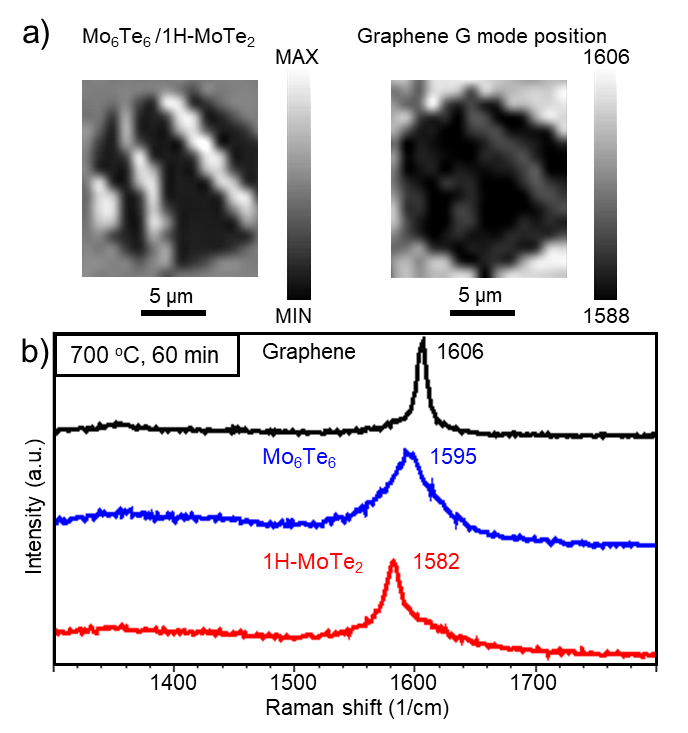 a) Mo₆Te₆ /1H-MoTe₂ Graphene G mode position
MAX 1606
5 µm MIN 5 µm 1588
b) 700 °C, 60 min Graphene 1606
Mo₆Te₆ 1595
1H-MoTe₂ 1582
Intensity (a.u.)
1400 1500 1600 1700
Raman shift (1/cm)